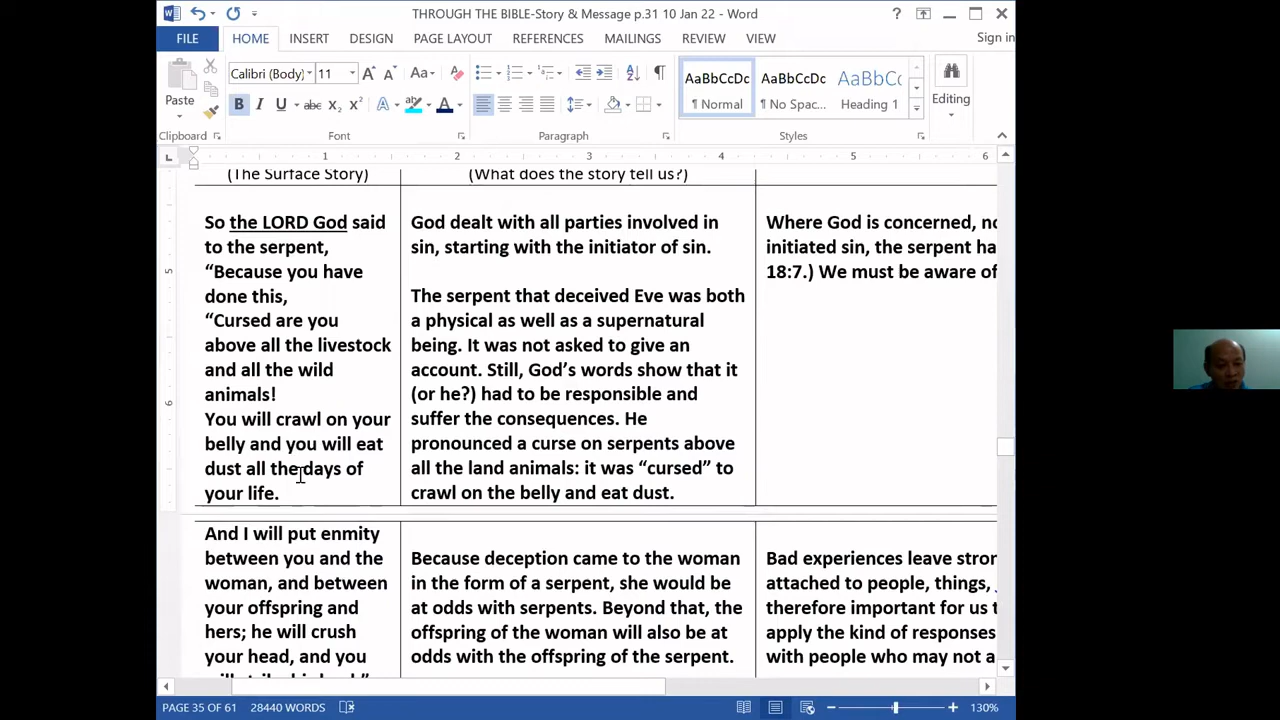 THROUGH THE BIBLE-Story & Message p.31 10 Jan 22 - Word
FILE HOME INSERT DESIGN PAGE LAYOUT REFERENCES MAILINGS REVIEW VIEW Sign in
Calibri (Body) 11
Paste
Clipboard
Font
Paragraph
AaBbCcDc AaBbCcDc AaBbCc
¶ Normal ¶ No Spac... Heading 1
Styles
Editing
1 2 3 4 5 6
(The Surface Story)
(What does the story tell us?)
So the LORD God said
to the serpent,
“Because you have
done this,
“Cursed are you
above all the livestock
and all the wild
animals!
You will crawl on your
belly and you will eat
dust all the days of
your life.
God dealt with all parties involved in
sin, starting with the initiator of sin.
The serpent that deceived Eve was both
a physical as well as a supernatural
being. It was not asked to give an
account. Still, God’s words show that it
(or he?) had to be responsible and
suffer the consequences. He
pronounced a curse on serpents above
all the land animals: it was “cursed” to
crawl on the belly and eat dust.
Where God is concerned, no
initiated sin, the serpent ha
18:7.) We must be aware of
And I will put enmity
between you and the
woman, and between
your offspring and
hers; he will crush
your head, and you
Because deception came to the woman
in the form of a serpent, she would be
at odds with serpents. Beyond that, the
offspring of the woman will also be at
odds with the offspring of the serpent.
Bad experiences leave stron
attached to people, things,
therefore important for us t
apply the kind of responses
with people who may not a
5
6
PAGE 35 OF 61 28440 WORDS 130%